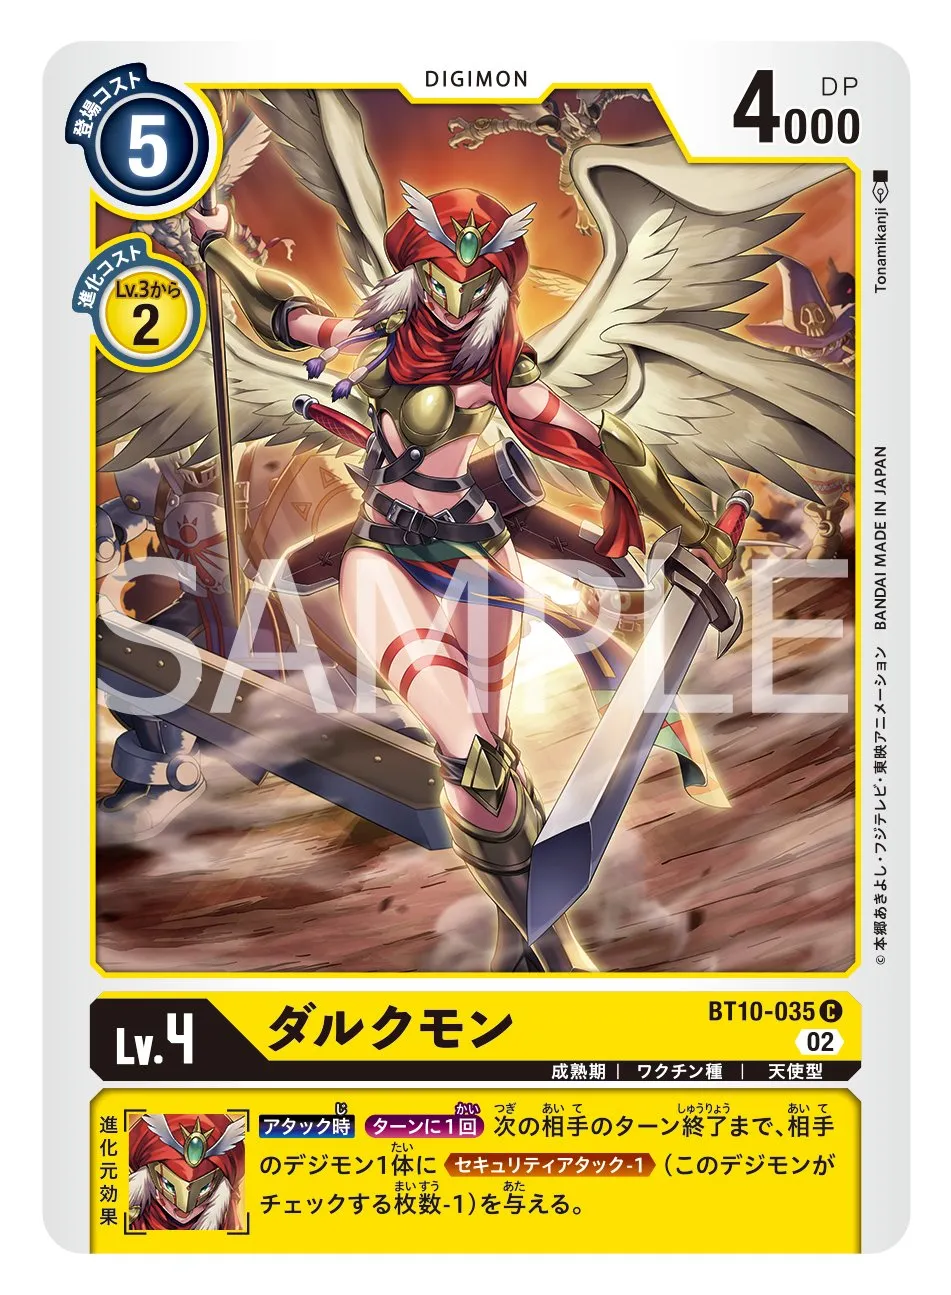 DIGIMON
登場コスト
5
DP
4000
進化コスト
Lv.3から
2
Tonamikanji
BANDAI MADE IN JAPAN
©本郷あきよし・フジテレビ・東映アニメーション
SAMPLE
Lv.4
ダルクモン
BT10-035 C
02
成熟期 | ワクチン種 | 天使型
進化元効果
アタック時 ターンに1回 次の相手のターン終了まで、相手
のデジモン1体に セキュリティアタック-1 (このデジモンが
チェックする枚数-1)を与える。